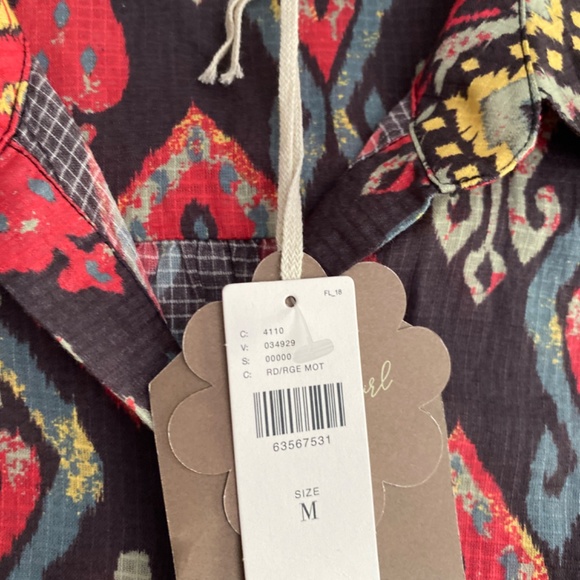 FL_18
C: 4110
V: 034929
S: 00000
C: RD/RGE MOT
63567531
SIZE
M